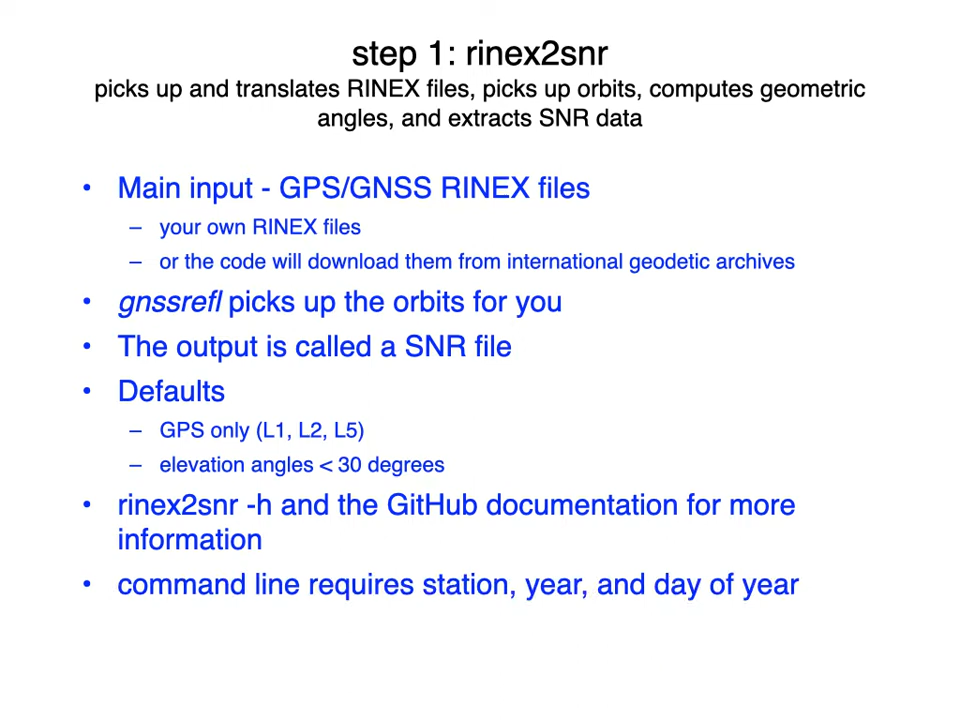 step 1: rinex2snr
picks up and translates RINEX files, picks up orbits, computes geometric
angles, and extracts SNR data
• Main input - GPS/GNSS RINEX files
– your own RINEX files
– or the code will download them from international geodetic archives
• gnssrefl picks up the orbits for you
• The output is called a SNR file
• Defaults
– GPS only (L1, L2, L5)
– elevation angles < 30 degrees
• rinex2snr -h and the GitHub documentation for more
information
• command line requires station, year, and day of year